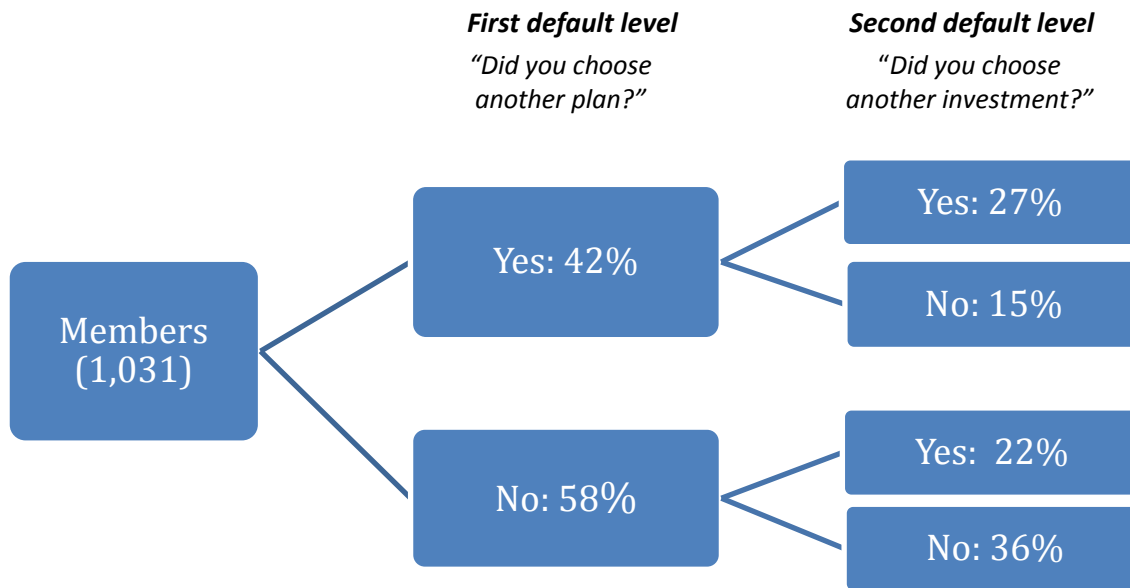 First default level
“Did you choose
another plan?”
Second default level
“Did you choose
another investment?”
Members
(1,031)
Yes: 42%
Yes: 27%
No: 15%
No: 58%
Yes:  22%
No: 36%